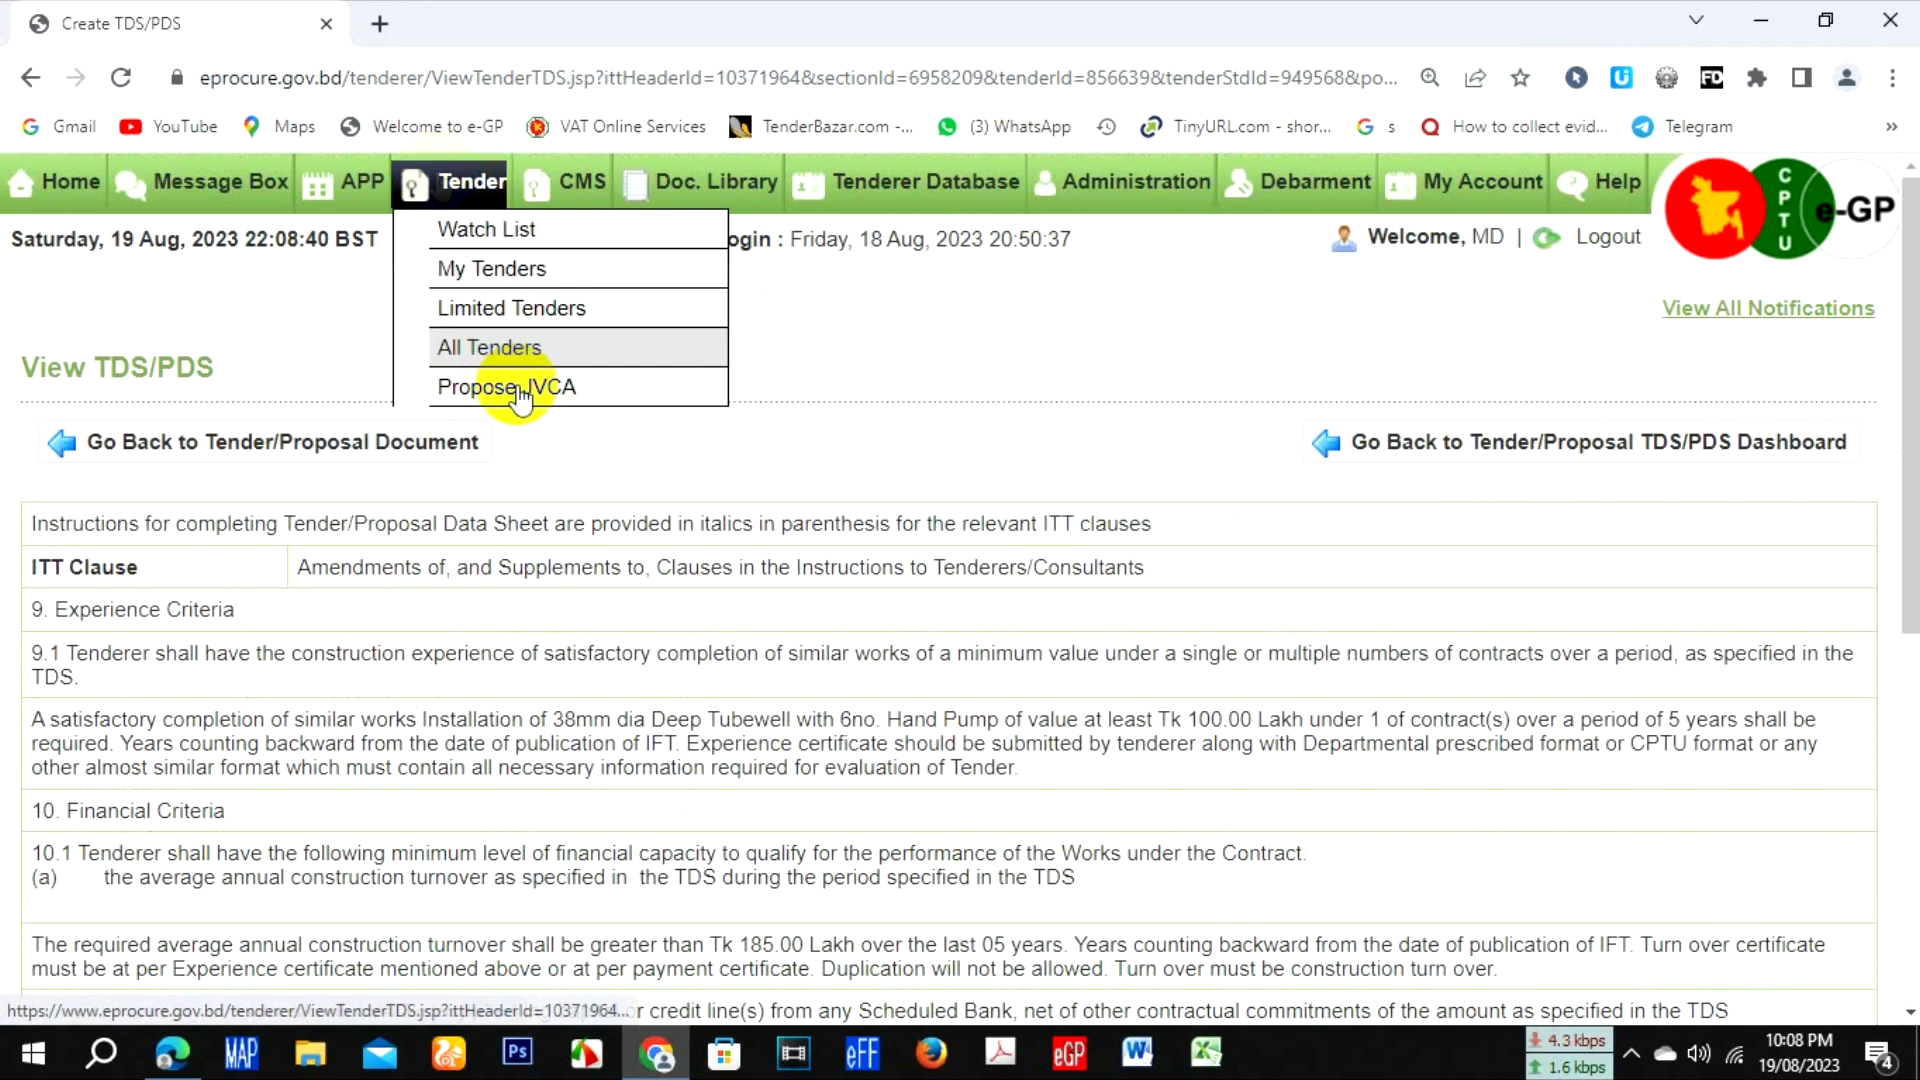 Create TDS/PDS
eprocure.gov.bd/tenderer/ViewTenderTDS.jsp?ittHeaderId=10371964&sectionId=6958209&tenderId=856639&tenderStdId=949568&po...
Gmail YouTube Maps Welcome to e-GP VAT Online Services TenderBazar.com -... (3) WhatsApp TinyURL.com - shor... s How to collect evid... Telegram »
Home Message Box APP Tender CMS Doc. Library Tenderer Database Administration Debarment My Account Help
CPTU e-GP
Saturday, 19 Aug, 2023 22:08:40 BST ogin : Friday, 18 Aug, 2023 20:50:37 Welcome, MD | Logout
Watch List
My Tenders
Limited Tenders
All Tenders
Propose JVCA
View All Notifications
View TDS/PDS
Go Back to Tender/Proposal Document Go Back to Tender/Proposal TDS/PDS Dashboard
Instructions for completing Tender/Proposal Data Sheet are provided in italics in parenthesis for the relevant ITT clauses
ITT Clause Amendments of, and Supplements to, Clauses in the Instructions to Tenderers/Consultants
9. Experience Criteria
9.1 Tenderer shall have the construction experience of satisfactory completion of similar works of a minimum value under a single or multiple numbers of contracts over a period, as specified in the
TDS.
A satisfactory completion of similar works Installation of 38mm dia Deep Tubewell with 6no. Hand Pump of value at least Tk 100.00 Lakh under 1 of contract(s) over a period of 5 years shall be
required. Years counting backward from the date of publication of IFT. Experience certificate should be submitted by tenderer along with Departmental prescribed format or CPTU format or any
other almost similar format which must contain all necessary information required for evaluation of Tender.
10. Financial Criteria
10.1 Tenderer shall have the following minimum level of financial capacity to qualify for the performance of the Works under the Contract.
(a) the average annual construction turnover as specified in the TDS during the period specified in the TDS
The required average annual construction turnover shall be greater than Tk 185.00 Lakh over the last 05 years. Years counting backward from the date of publication of IFT. Turn over certificate
must be at per Experience certificate mentioned above or at per payment certificate. Duplication will not be allowed. Turn over must be construction turn over.
https://www.eprocure.gov.bd/tenderer/ViewTenderTDS.jsp?ittHeaderId=10371964... r credit line(s) from any Scheduled Bank, net of other contractual commitments of the amount as specified in the TDS
MAP Ps eFF eGP W X
4.3 kbps
1.6 kbps
10:08 PM
19/08/2023
4